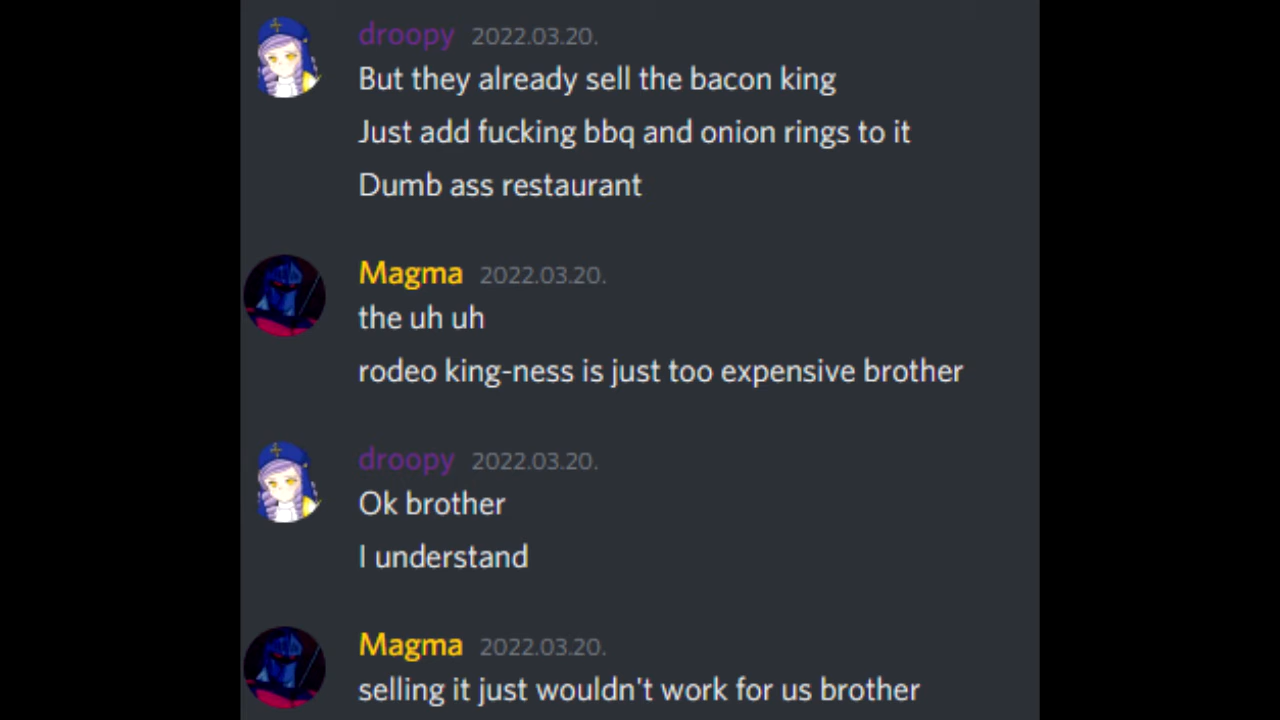 droopy 2022.03.20.
But they already sell the bacon king
Just add fucking bbq and onion rings to it
Dumb ass restaurant
Magma 2022.03.20.
the uh uh
rodeo king-ness is just too expensive brother
droopy 2022.03.20.
Ok brother
I understand
Magma 2022.03.20.
selling it just wouldn't work for us brother